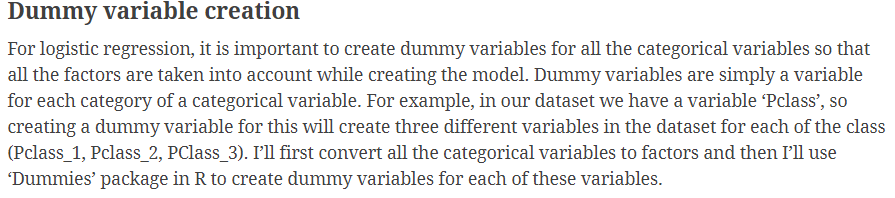 Dummy variable creation
For logistic regression, it is important to create dummy variables for all the categorical variables so that
all the factors are taken into account while creating the model. Dummy variables are simply a variable
for each category of a categorical variable. For example, in our dataset we have a variable ‘Pclass’, so
creating a dummy variable for this will create three different variables in the dataset for each of the class
(Pclass_1, Pclass_2, PClass_3). I’ll first convert all the categorical variables to factors and then I’ll use
‘Dummies’ package in R to create dummy variables for each of these variables.